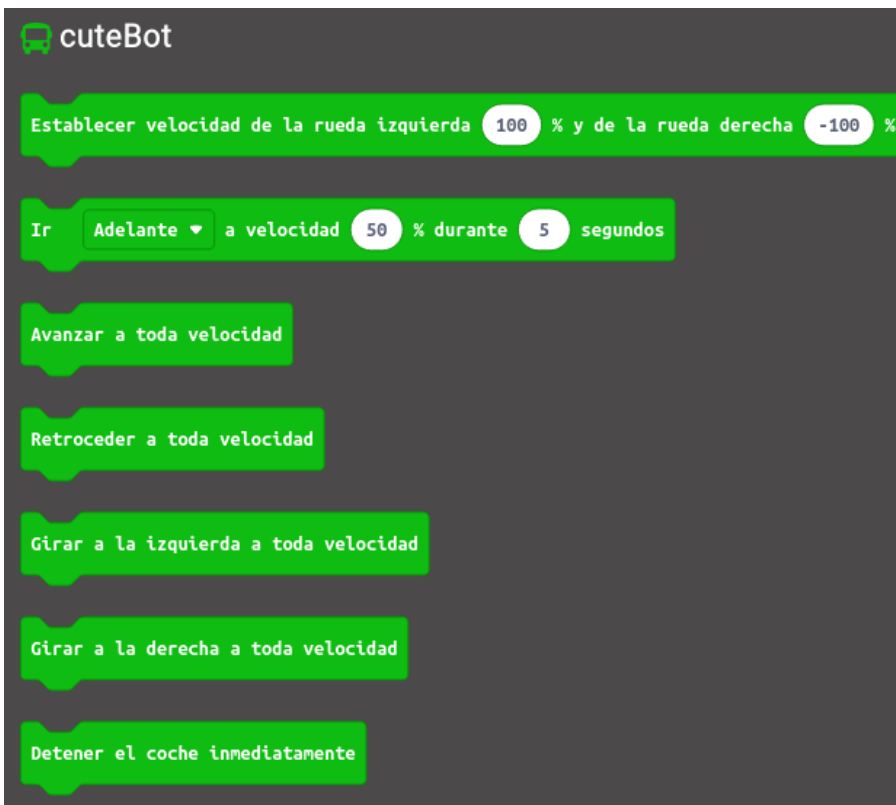 cuteBot
Establecer velocidad de la rueda izquierda 100 % y de la rueda derecha -100 %
Ir Adelante a velocidad 50 % durante 5 segundos
Avanzar a toda velocidad
Retroceder a toda velocidad
Girar a la izquierda a toda velocidad
Girar a la derecha a toda velocidad
Detener el coche inmediatamente